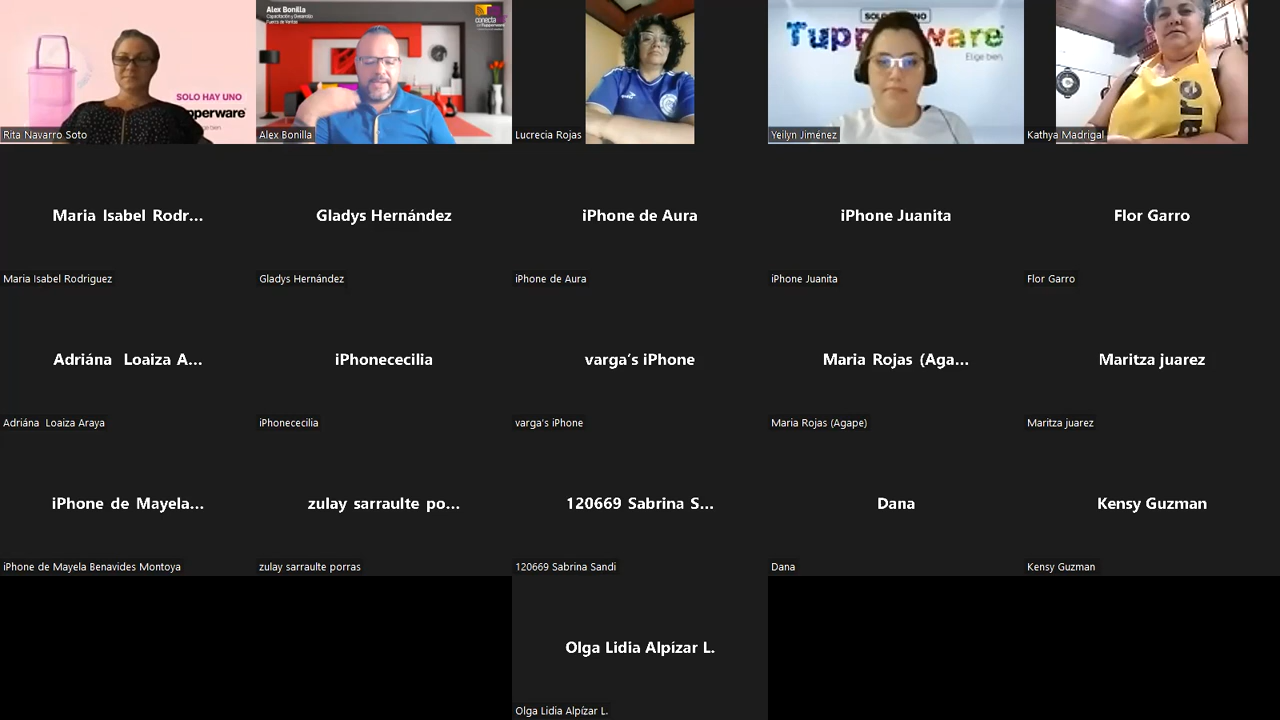 SOLO HAY UNO
pperware
Rita Navarro Soto
Alex Bonilla
Capacitación y Desarrollo
Fuerza de Ventas
conecta
Alex Bonilla
Lucrecia Rojas
Tupperware
Elige bien
Yeilyn Jiménez
are
Kathya Madrigal
Maria Isabel Rodr...
Gladys Hernández
iPhone de Aura
iPhone Juanita
Flor Garro
Maria Isabel Rodriguez
Gladys Hernández
iPhone de Aura
iPhone Juanita
Flor Garro
Adriána Loaiza A...
iPhonececilia
varga's iPhone
Maria Rojas (Aga...
Maritza juarez
Adriána Loaiza Araya
iPhonececilia
varga's iPhone
Maria Rojas (Agape)
Maritza juarez
iPhone de Mayela...
zulay sarraulte po...
120669 Sabrina S...
Dana
Kensy Guzman
iPhone de Mayela Benavides Montoya
zulay sarraulte porras
120669 Sabrina Sandi
Dana
Kensy Guzman
Olga Lidia Alpízar L.
Olga Lidia Alpízar L.